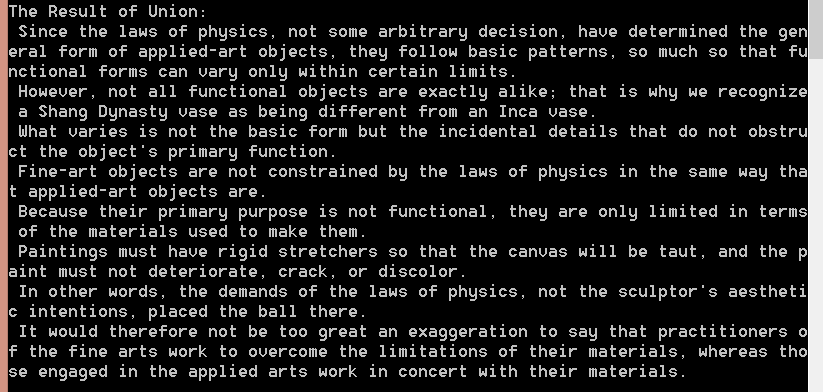 The Result of Union:
 Since the laws of physics, not some arbitrary decision, have determined the gen
eral form of applied-art objects, they follow basic patterns, so much so that fu
nctional forms can vary only within certain limits.
 However, not all functional objects are exactly alike; that is why we recognize
 a Shang Dynasty vase as being different from an Inca vase.
 What varies is not the basic form but the incidental details that do not obstru
ct the object's primary function.
 Fine-art objects are not constrained by the laws of physics in the same way tha
t applied-art objects are.
 Because their primary purpose is not functional, they are only limited in terms
 of the materials used to make them.
 Paintings must have rigid stretchers so that the canvas will be taut, and the p
aint must not deteriorate, crack, or discolor.
 In other words, the demands of the laws of physics, not the sculptor's aestheti
c intentions, placed the ball there.
 It would therefore not be too great an exaggeration to say that practitioners o
f the fine arts work to overcome the limitations of their materials, whereas tho
se engaged in the applied arts work in concert with their materials.